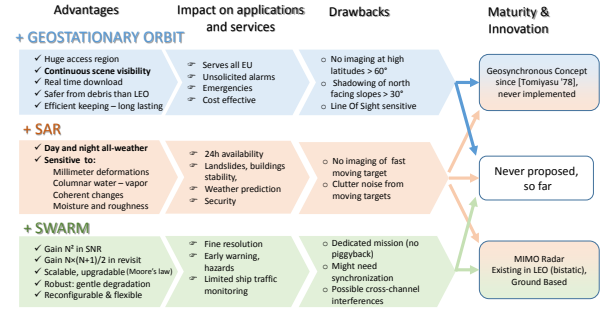 Advantages
Impact on applications
and services
Drawbacks
Maturity &
Innovation
+ GEOSTATIONARY ORBIT
✓ Huge access region
✓ Continuous scene visibility
✓ Real time download
✓ Safer from debris than LEO
✓ Efficient keeping – long lasting
☞ Serves all EU
☞ Unsolicited alarms
☞ Emergencies
☞ Cost effective
o No imaging at high
latitudes > 60°
o Shadowing of north
facing slopes > 30°
o Line Of Sight sensitive
Geosynchronous Concept
since [Tomiyasu '78],
never implemented
+ SAR
✓ Day and night all-weather
✓ Sensitive to:
Millimeter deformations
Columnar water – vapor
Coherent changes
Moisture and roughness
☞ 24h availability
☞ Landslides, buildings
stability,
☞ Weather prediction
☞ Security
o No imaging of fast
moving target
o Clutter noise from
moving targets
Never proposed,
so far
+ SWARM
✓ Gain N² in SNR
✓ Gain N×(N+1)/2 in revisit
✓ Scalable, upgradable (Moore's law)
✓ Robust: gentle degradation
✓ Reconfigurable & flexible
☞ Fine resolution
☞ Early warning,
hazards
☞ Limited ship traffic
monitoring
o Dedicated mission (no
piggyback)
o Might need
synchronization
o Possible cross-channel
interferences
MIMO Radar
Existing in LEO (bistatic),
Ground Based